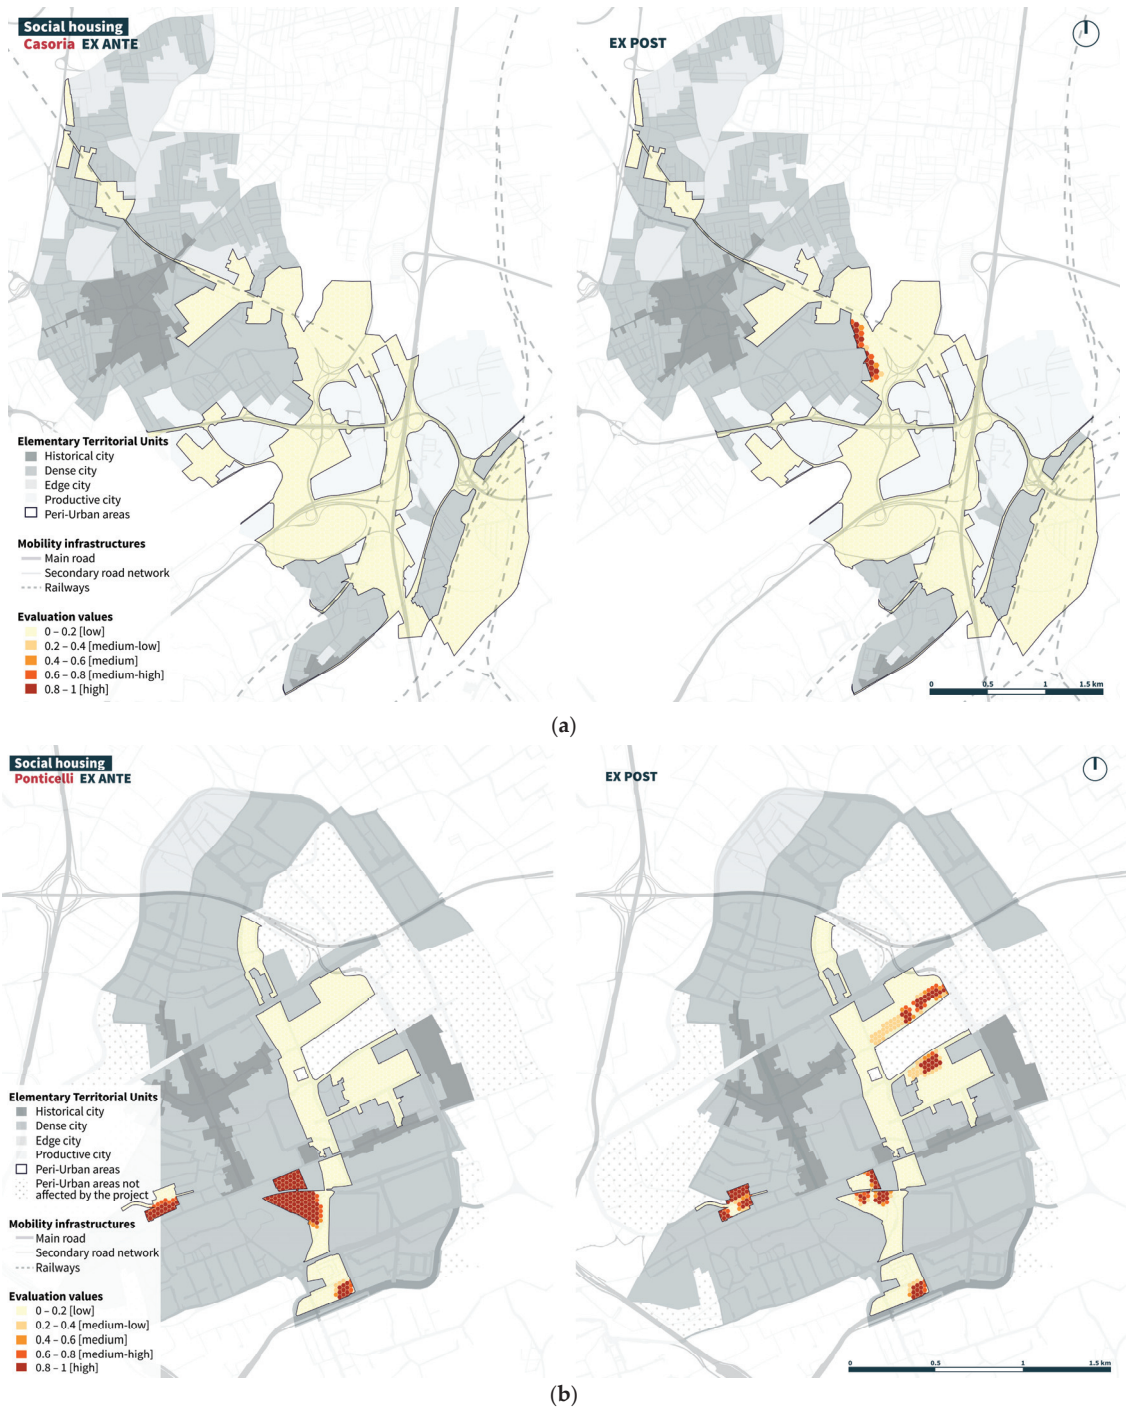 Social housing
Casoria EX ANTE
EX POST
Elementary Territorial Units
Historical city
Dense city
Edge city
Productive city
Peri-Urban areas
Mobility infrastructures
Main road
Secondary road network
Railways
Evaluation values
0 – 0.2 [low]
0.2 – 0.4 [medium-low]
0.4 – 0.6 [medium]
0.6 – 0.8 [medium-high]
0.8 – 1 [high]
0 0.5 1 1.5 km
(a)
Social housing
Ponticelli EX ANTE
EX POST
Elementary Territorial Units
Historical city
Dense city
Edge city
Productive city
Peri-Urban areas
Peri-Urban areas not
affected by the project
Mobility infrastructures
Main road
Secondary road network
Railways
Evaluation values
0 – 0.2 [low]
0.2 – 0.4 [medium-low]
0.4 – 0.6 [medium]
0.6 – 0.8 [medium-high]
0.8 – 1 [high]
0 0.5 1 1.5 km
(b)